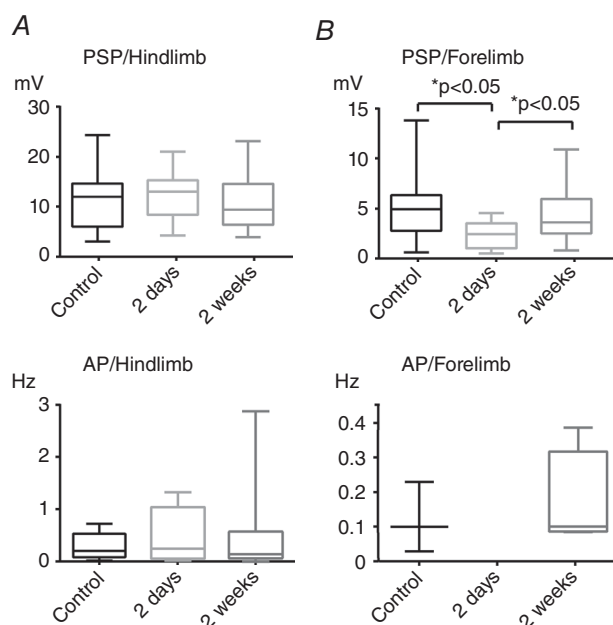 A
PSP/Hindlimb
mV
30
20
10
0
Control
2 days
2 weeks
B
PSP/Forelimb
mV
*p<0.05
*p<0.05
15
10
5
0
Control
2 days
2 weeks
AP/Hindlimb
Hz
3
2
1
0
Control
2 days
2 weeks
AP/Forelimb
Hz
0.4
0.3
0.2
0.1
0
Control
2 days
2 weeks